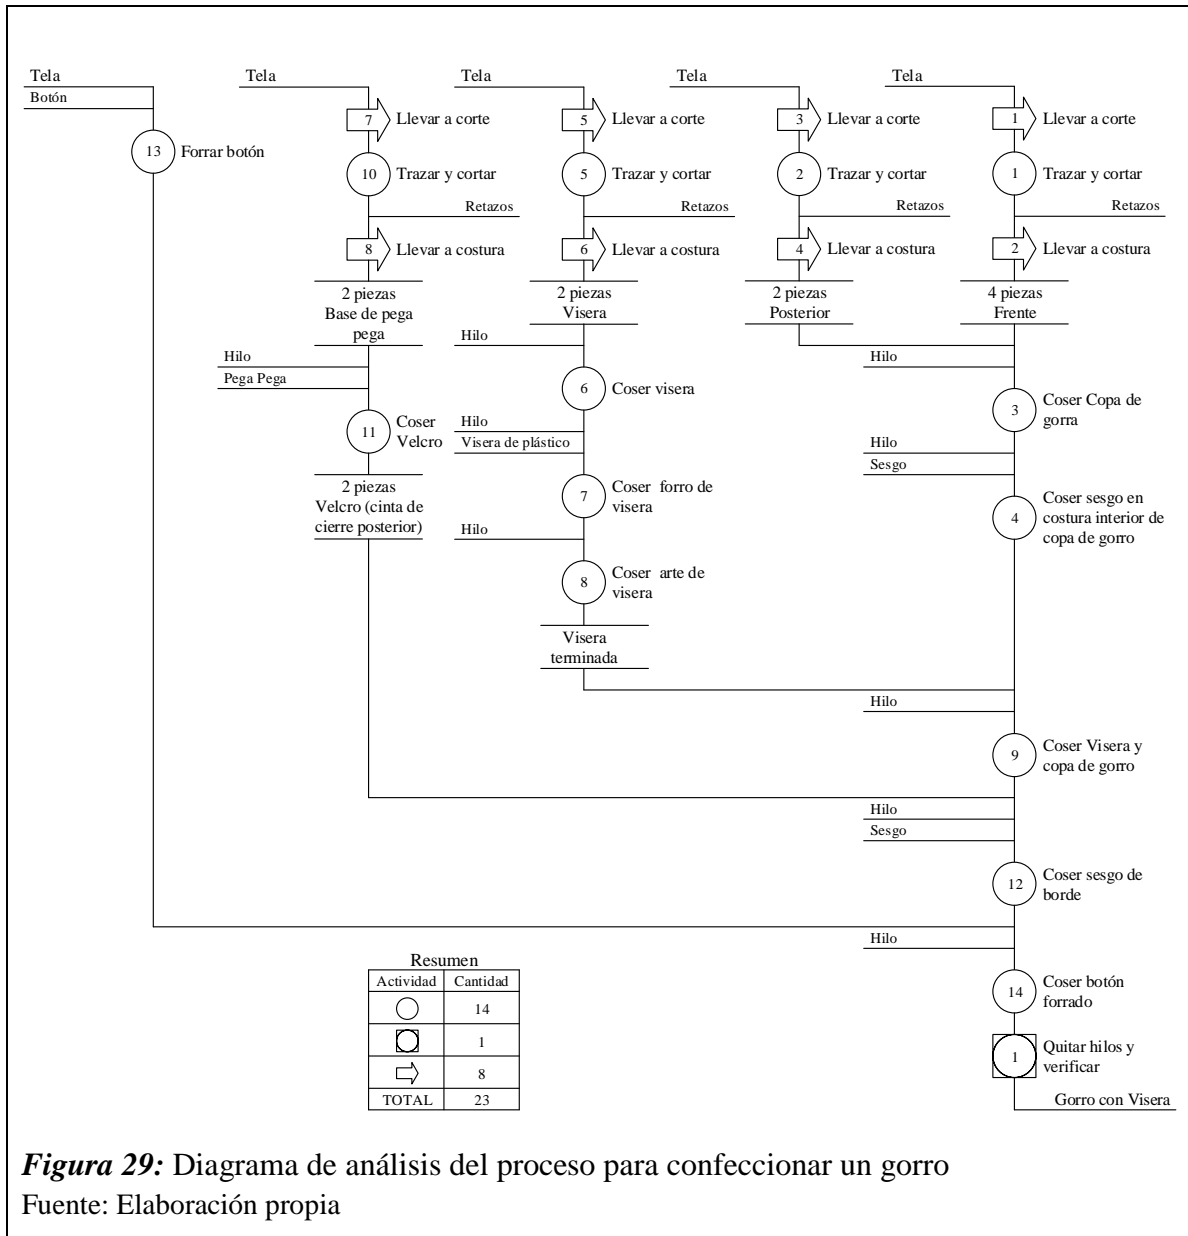 Tela
Botón
13 Forrar botón
Tela
7 Llevar a corte
10 Trazar y cortar
Retazos
8 Llevar a costura
2 piezas
Base de pega
pega
Hilo
Pega Pega
11 Coser
Velcro
2 piezas
Velcro (cinta de
cierre posterior)
Tela
5 Llevar a corte
5 Trazar y cortar
Retazos
6 Llevar a costura
2 piezas
Visera
Hilo
6 Coser visera
Hilo
Visera de plástico
7 Coser forro de
visera
Hilo
8 Coser arte de
visera
Visera
terminada
Tela
3 Llevar a corte
2 Trazar y cortar
Retazos
4 Llevar a costura
2 piezas
Posterior
Tela
1 Llevar a corte
1 Trazar y cortar
Retazos
2 Llevar a costura
4 piezas
Frente
Hilo
3 Coser Copa de
gorra
Hilo
Sesgo
4 Coser sesgo en
costura interior de
copa de gorro
Hilo
9 Coser Visera y
copa de gorro
Hilo
Sesgo
12 Coser sesgo de
borde
Hilo
14 Coser botón
forrado
1 Quitar hilos y
verificar
Gorro con Visera
Resumen
Actividad Cantidad
14
1
8
TOTAL 23
Figura 29: Diagrama de análisis del proceso para confeccionar un gorro
Fuente: Elaboración propia